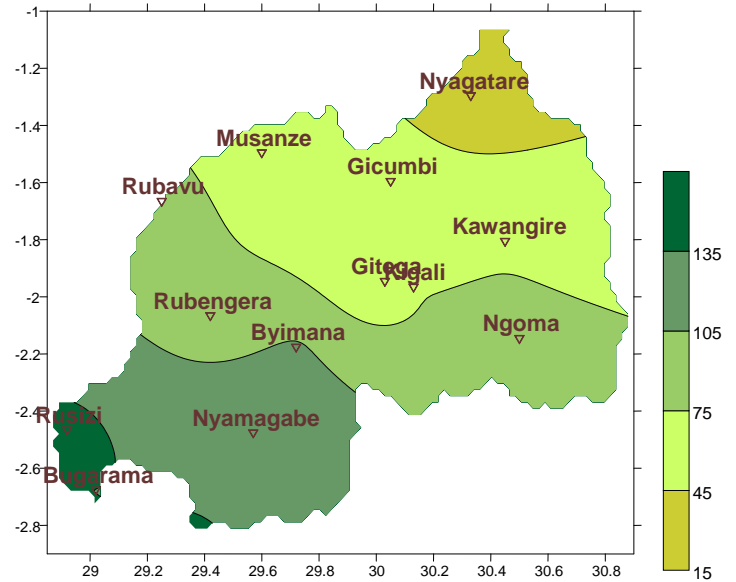 -1
-1.2
-1.4
-1.6
-1.8
-2
-2.2
-2.4
-2.6
-2.8
Nyagatare
Musanze
Gicumbi
Rubavu
Kawangire
Gitega
Kigali
Rubengera
Byimana
Ngoma
Rusizi
Nyamagabe
Bugarama
29
29.2
29.4
29.6
29.8
30
30.2
30.4
30.6
30.8
135
105
75
45
15